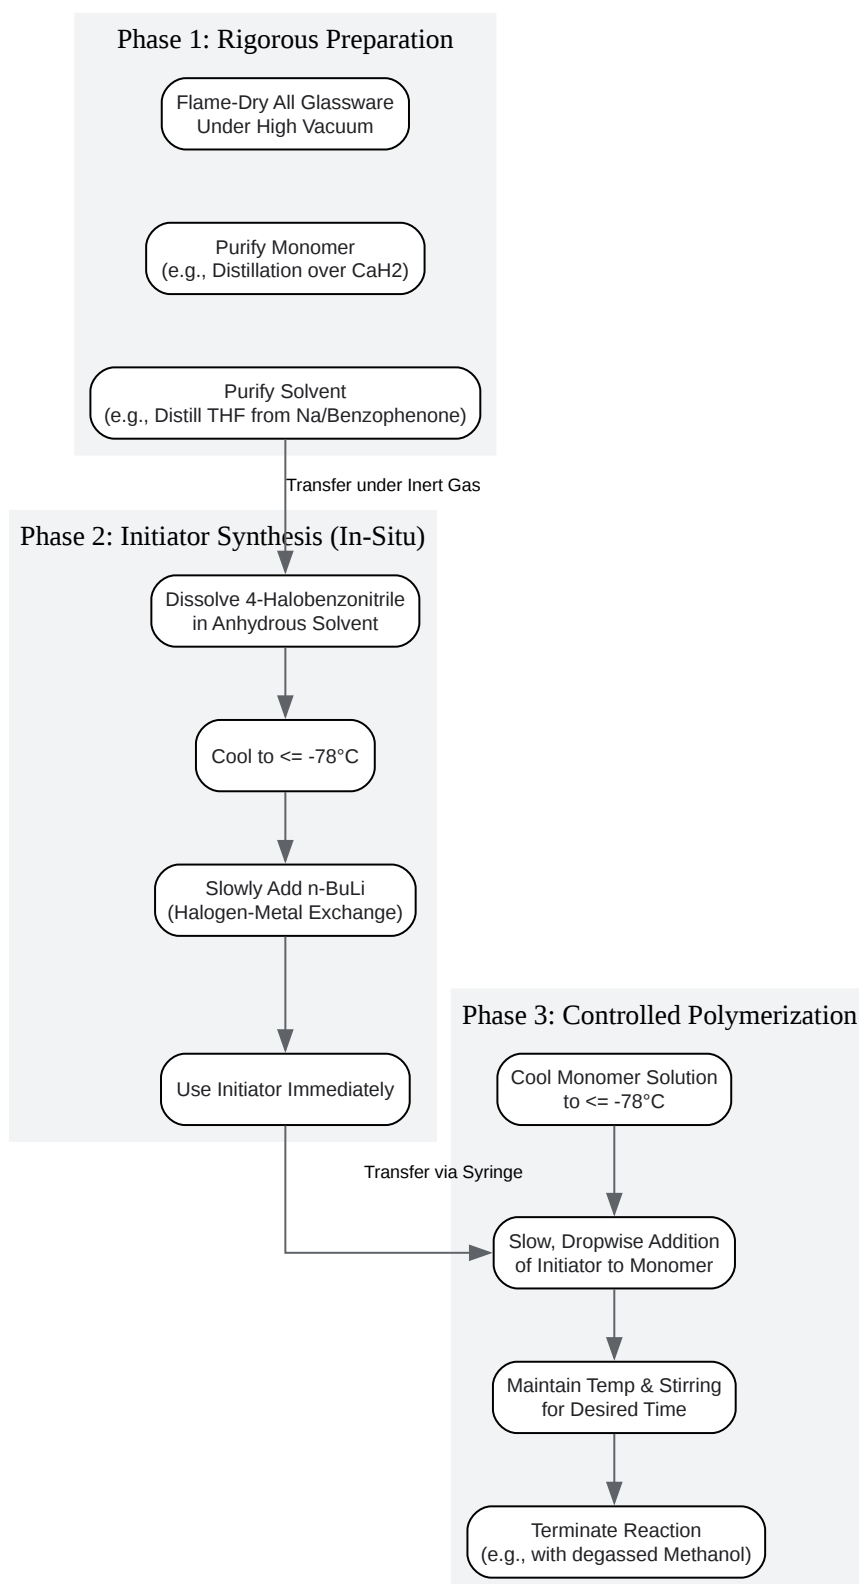 Phase 1: Rigorous Preparation
Flame-Dry All Glassware
Under High Vacuum
Purify Monomer
(e.g., Distillation over CaH2)
Purify Solvent
(e.g., Distill THF from Na/Benzophenone)
Transfer under Inert Gas
Phase 2: Initiator Synthesis (In-Situ)
Dissolve 4-Halobenzonitrile
in Anhydrous Solvent
Cool to <= -78°C
Slowly Add n-BuLi
(Halogen-Metal Exchange)
Use Initiator Immediately
Transfer via Syringe
Phase 3: Controlled Polymerization
Cool Monomer Solution
to <= -78°C
Slow, Dropwise Addition
of Initiator to Monomer
Maintain Temp & Stirring
for Desired Time
Terminate Reaction
(e.g., with degassed Methanol)